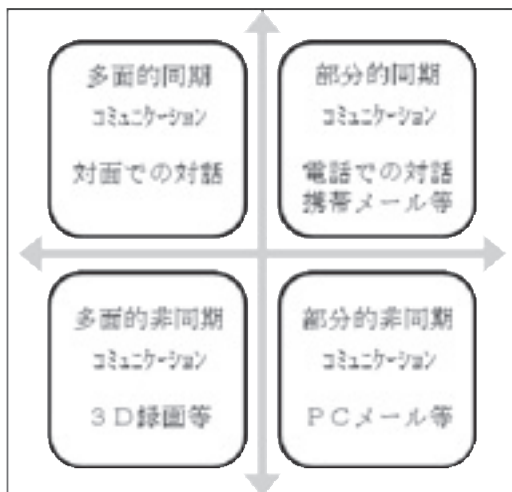 多面的同期
コミュニケーション
対面での対話
部分的同期
コミュニケーション
電話での対話
携帯メール等
多面的非同期
コミュニケーション
3D録画等
部分的非同期
コミュニケーション
PCメール等